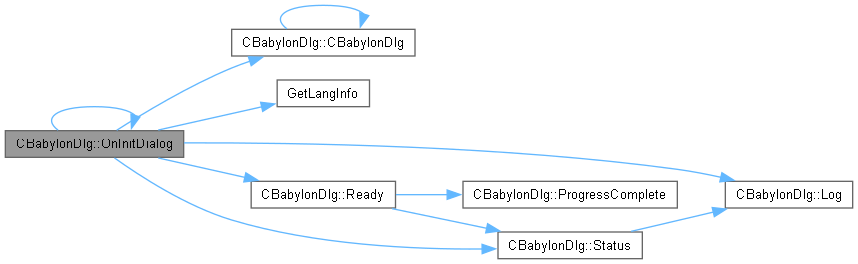 CBabylonDlg::CBabylonDlg
GetLangInfo
CBabylonDlg::OnInitDialog
CBabylonDlg::Ready
CBabylonDlg::ProgressComplete
CBabylonDlg::Log
CBabylonDlg::Status